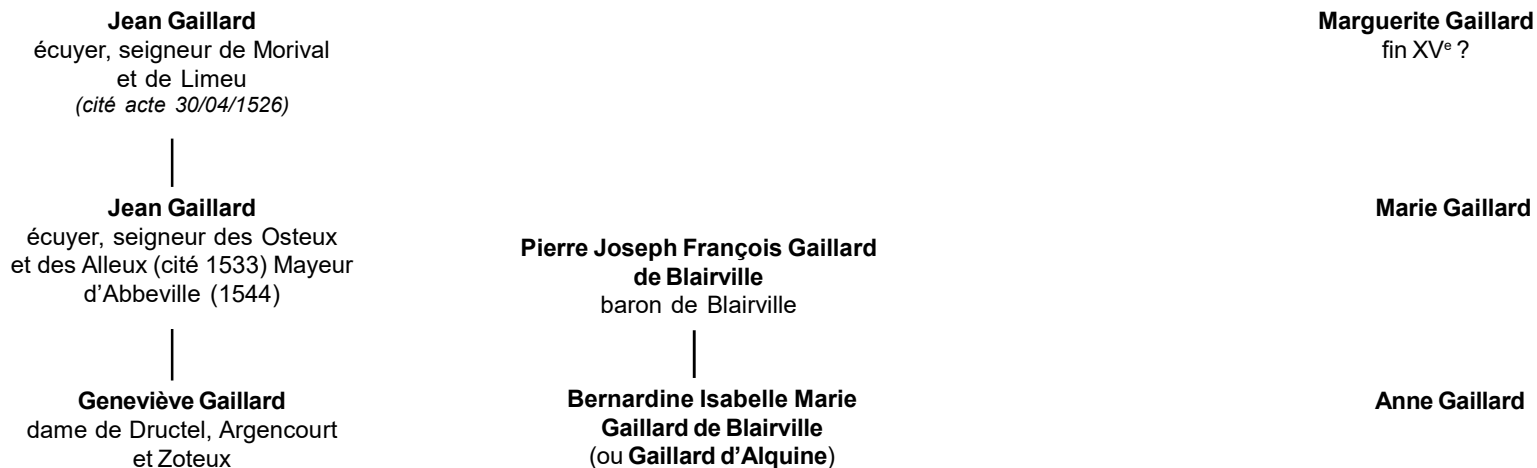 Jean Gaillard
écuyer, seigneur de Morival
et de Limeu
(cité acte 30/04/1526)
Jean Gaillard
écuyer, seigneur des Osteux
et des Alleux (cité 1533) Mayeur
d’Abbeville (1544)
Geneviève Gaillard
dame de Dructel, Argencourt
et Zoteux
Pierre Joseph François Gaillard
de Blairville
baron de Blairville
Bernardine Isabelle Marie
Gaillard de Blairville
(ou Gaillard d’Alquine)
Marguerite Gaillard
fin XVᵉ ?
Marie Gaillard
Anne Gaillard